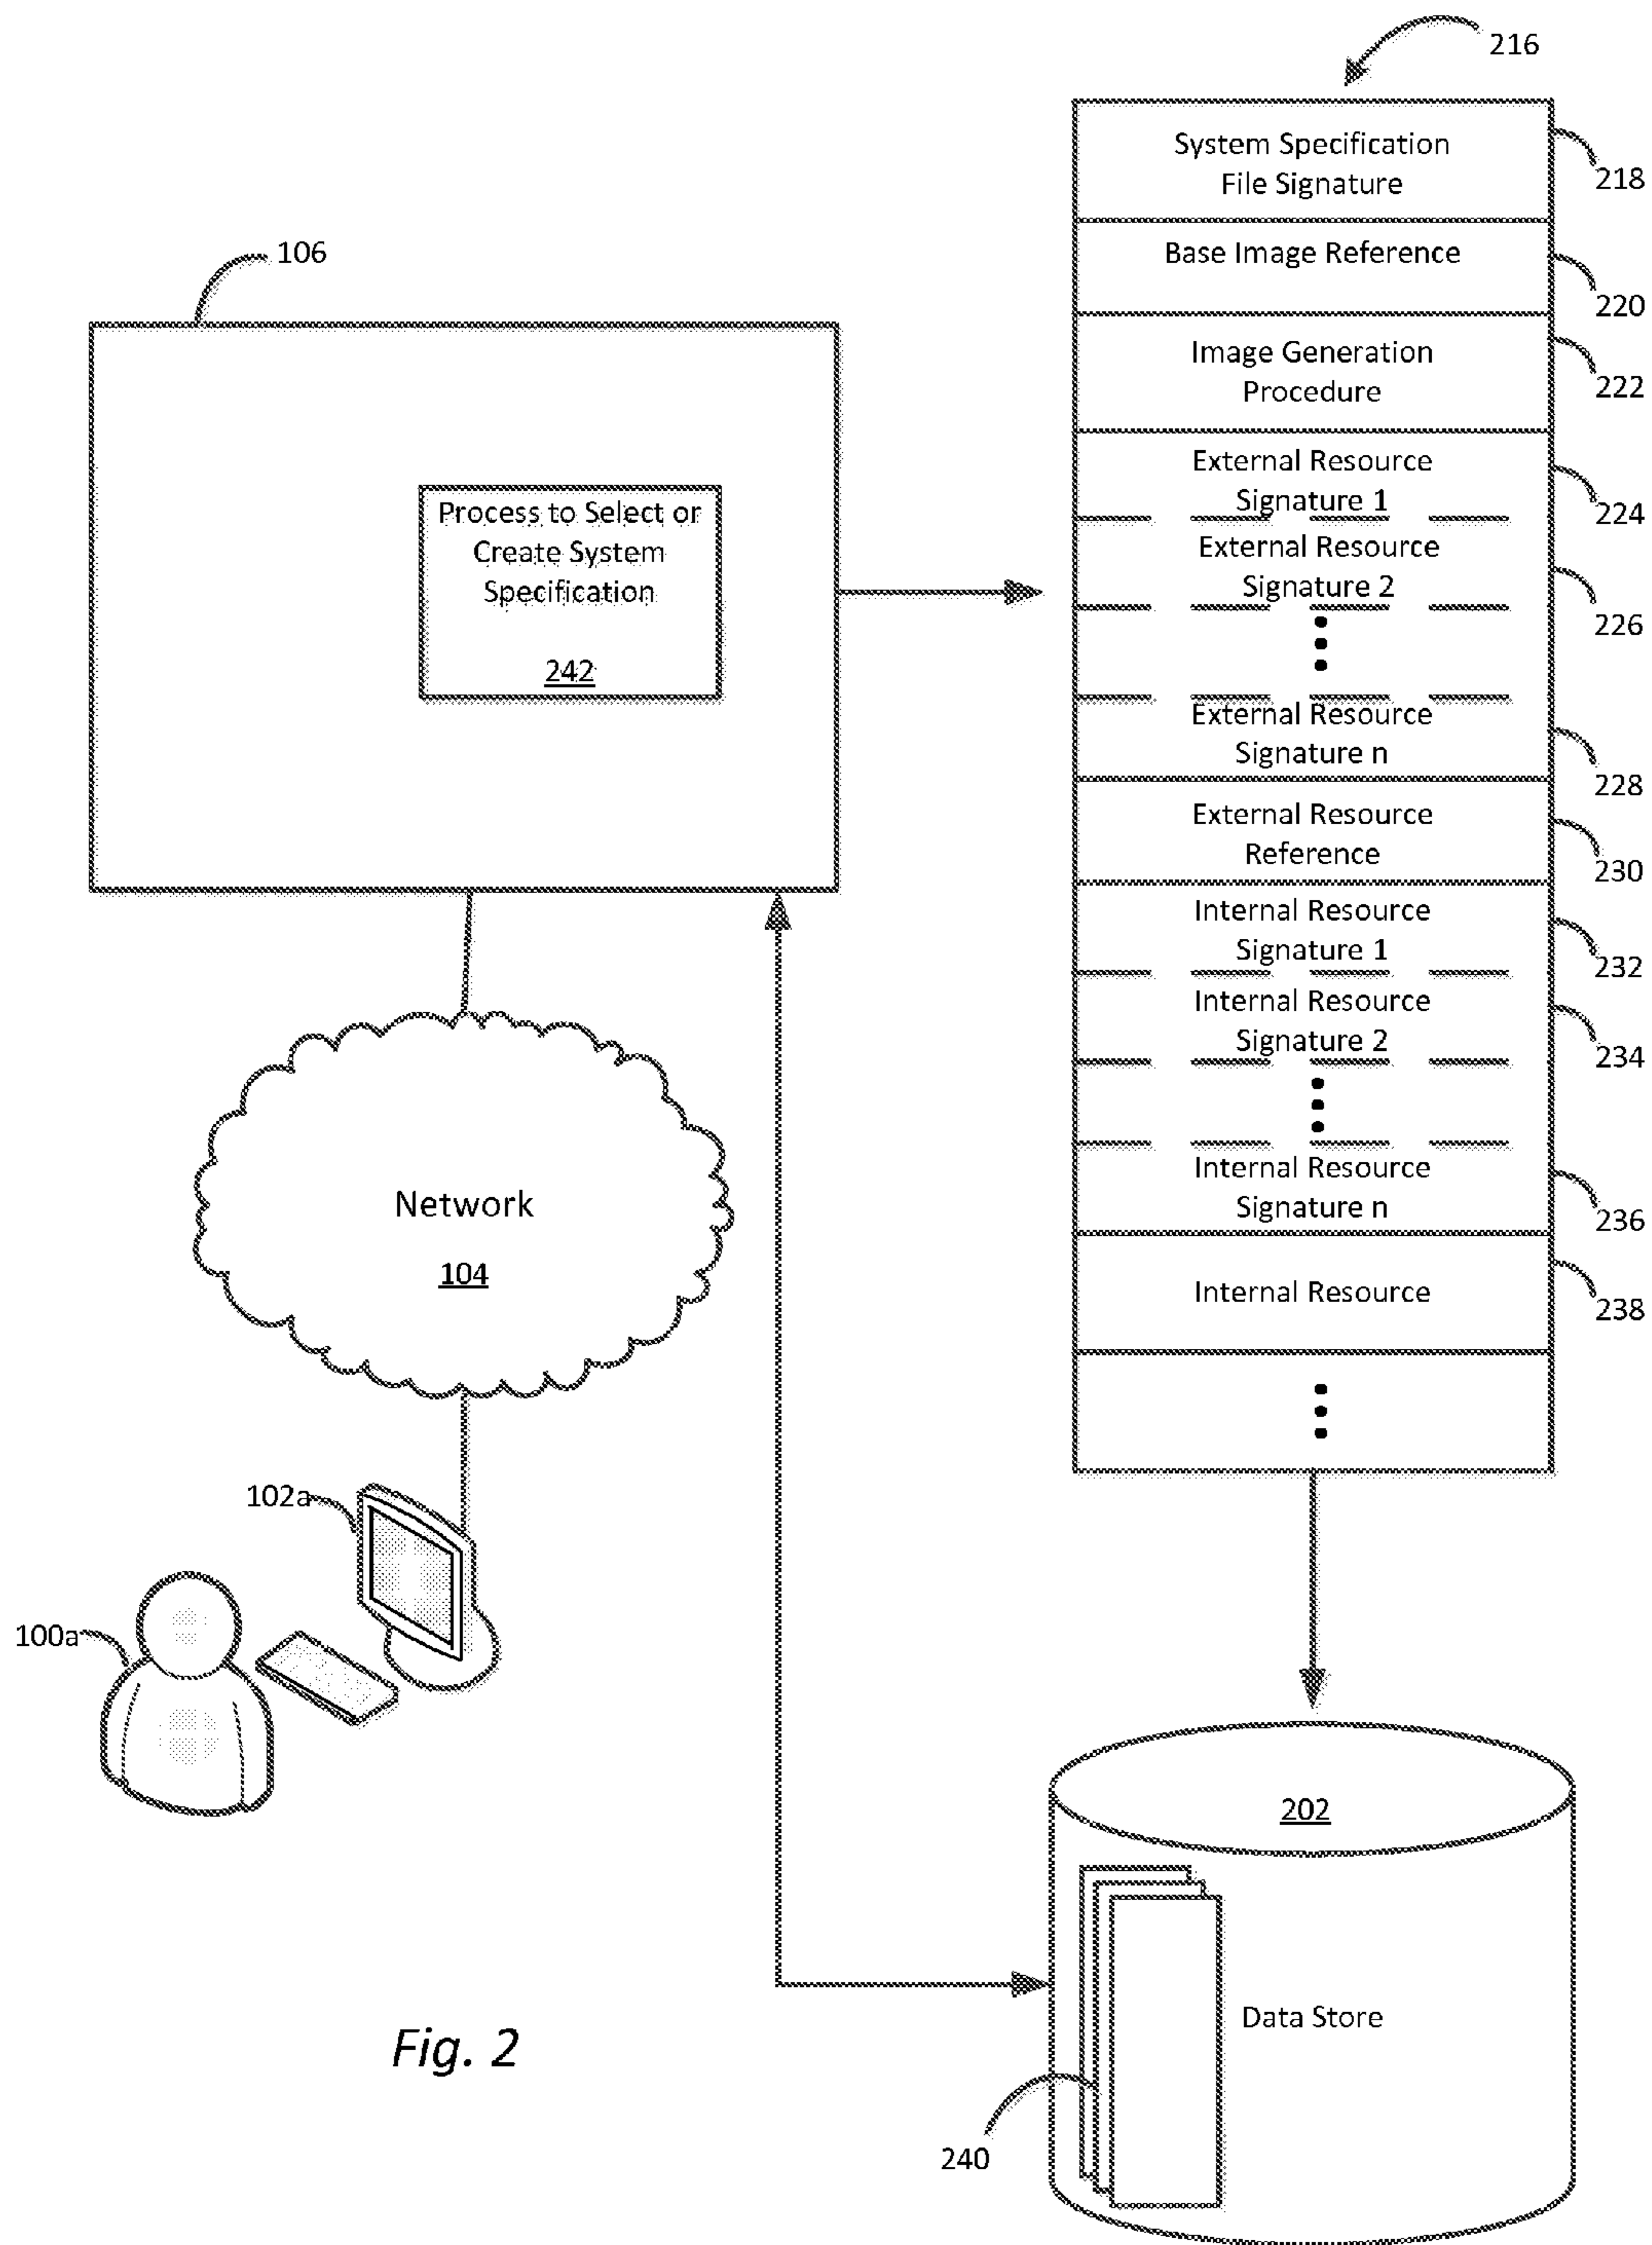 216
System Specification
File Signature
218
106
Base Image Reference
220
Image Generation
Procedure
222
External Resource
Signature 1
224
Process to Select or
Create System
Specification
242
External Resource
Signature 2
226
External Resource
Signature n
228
External Resource
Reference
230
Internal Resource
Signature 1
232
Internal Resource
Signature 2
234
Network
104
Internal Resource
Signature n
236
Internal Resource
238
102a
100a
202
Data Store
240
Fig. 2